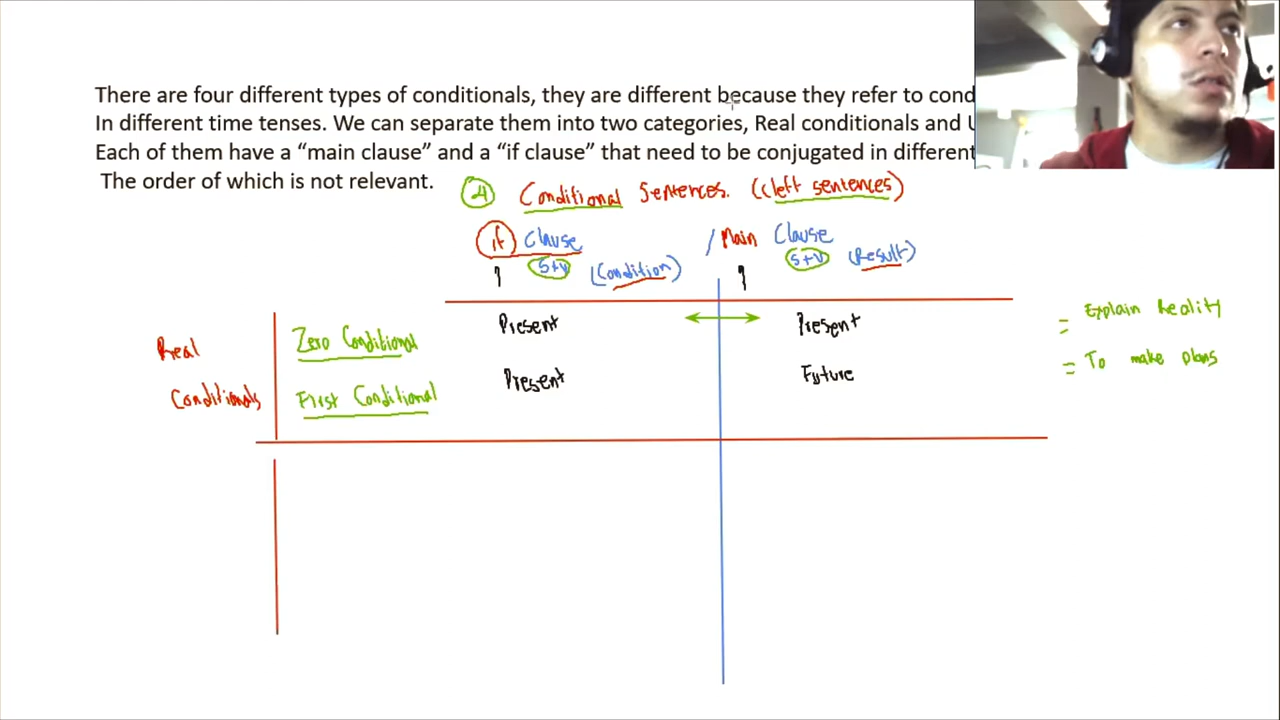 There are four different types of conditionals, they are different because they refer to cond
In different time tenses. We can separate them into two categories, Real conditionals and
Each of them have a “main clause” and a “if clause” that need to be conjugated in different
The order of which is not relevant.
4 Conditional Sentences. (cleft sentences)
if Clause / Main Clause
S+V (Condition) S+V (Result)
Present Present = Explain Reality
Real Zero Conditional
Present Future = To make plans
Conditionals First Conditional